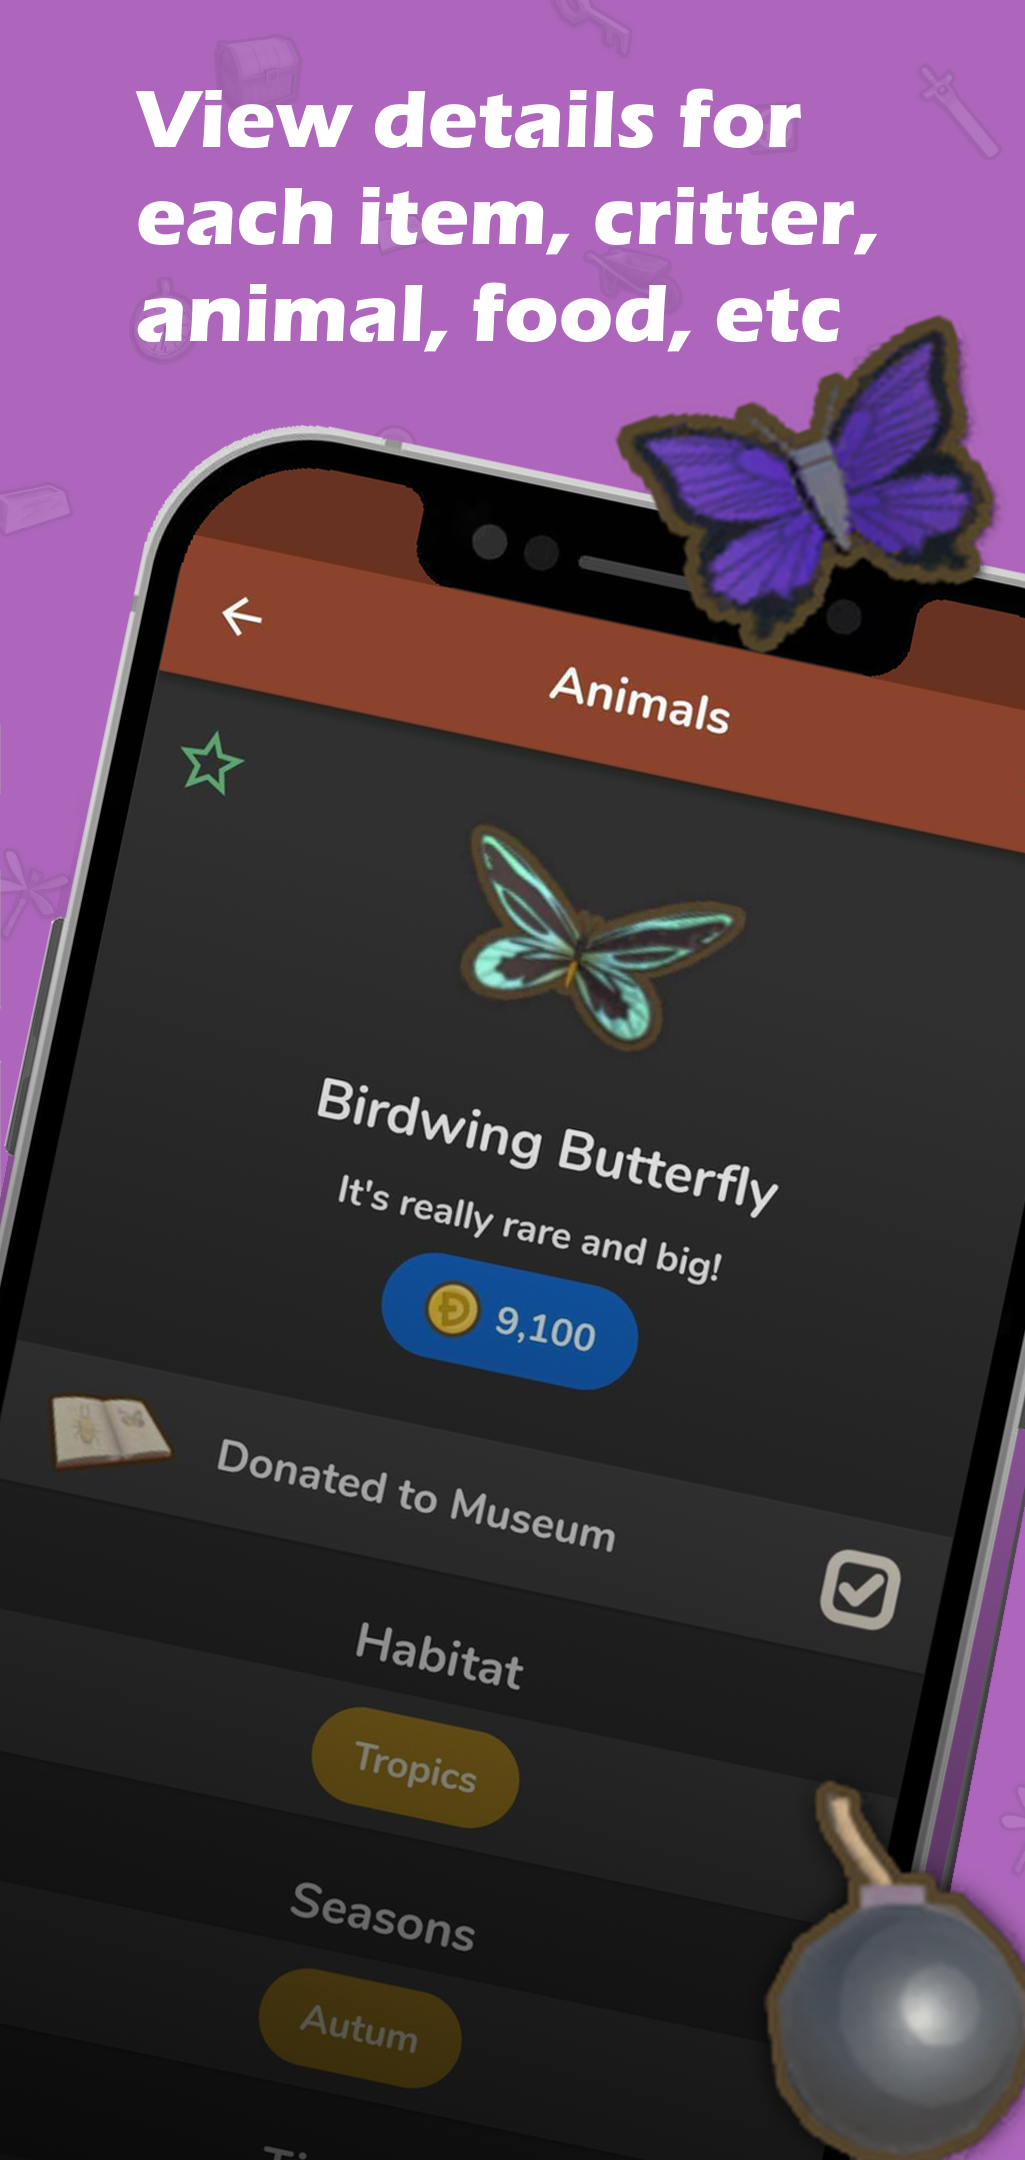 View details for
each item, critter,
animal, food, etc
Animals
Birdwing Butterfly
It's really rare and big!
9,100
Donated to Museum
Habitat
Tropics
Seasons
Autum